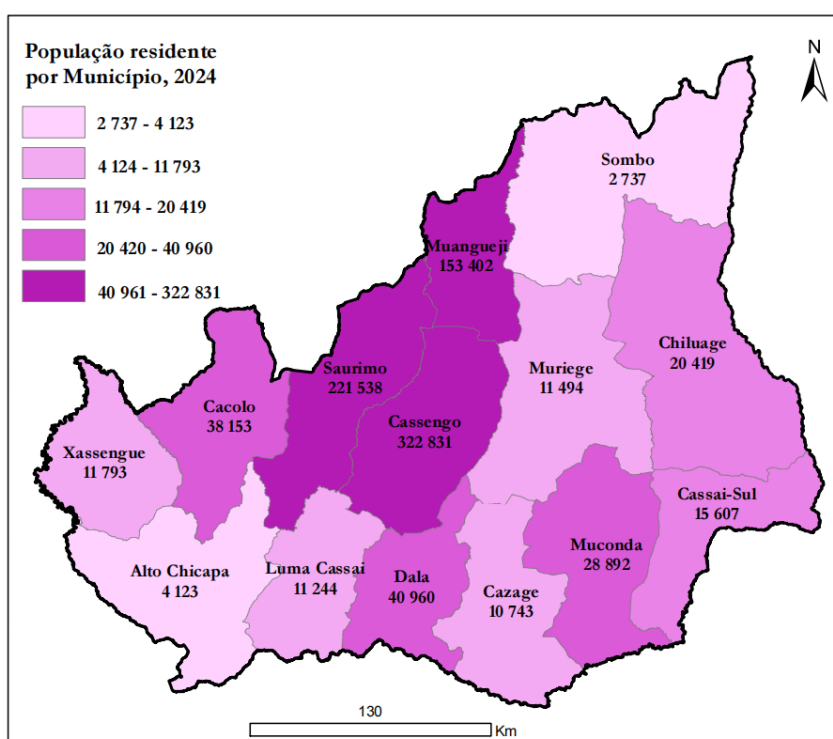 População residente
por Município, 2024
2 737 - 4 123
4 124 - 11 793
11 794 - 20 419
20 420 - 40 960
40 961 - 322 831
N
Sombo
2 737
Muangueji
153 402
Chiluage
20 419
Muriege
11 494
Saurimo
221 538
Cassengo
322 831
Cacolo
38 153
Xassengue
11 793
Cassai-Sul
15 607
Muconda
28 892
Alto Chicapa
4 123
Luma Cassai
11 244
Dala
40 960
Cazage
10 743
130
Km